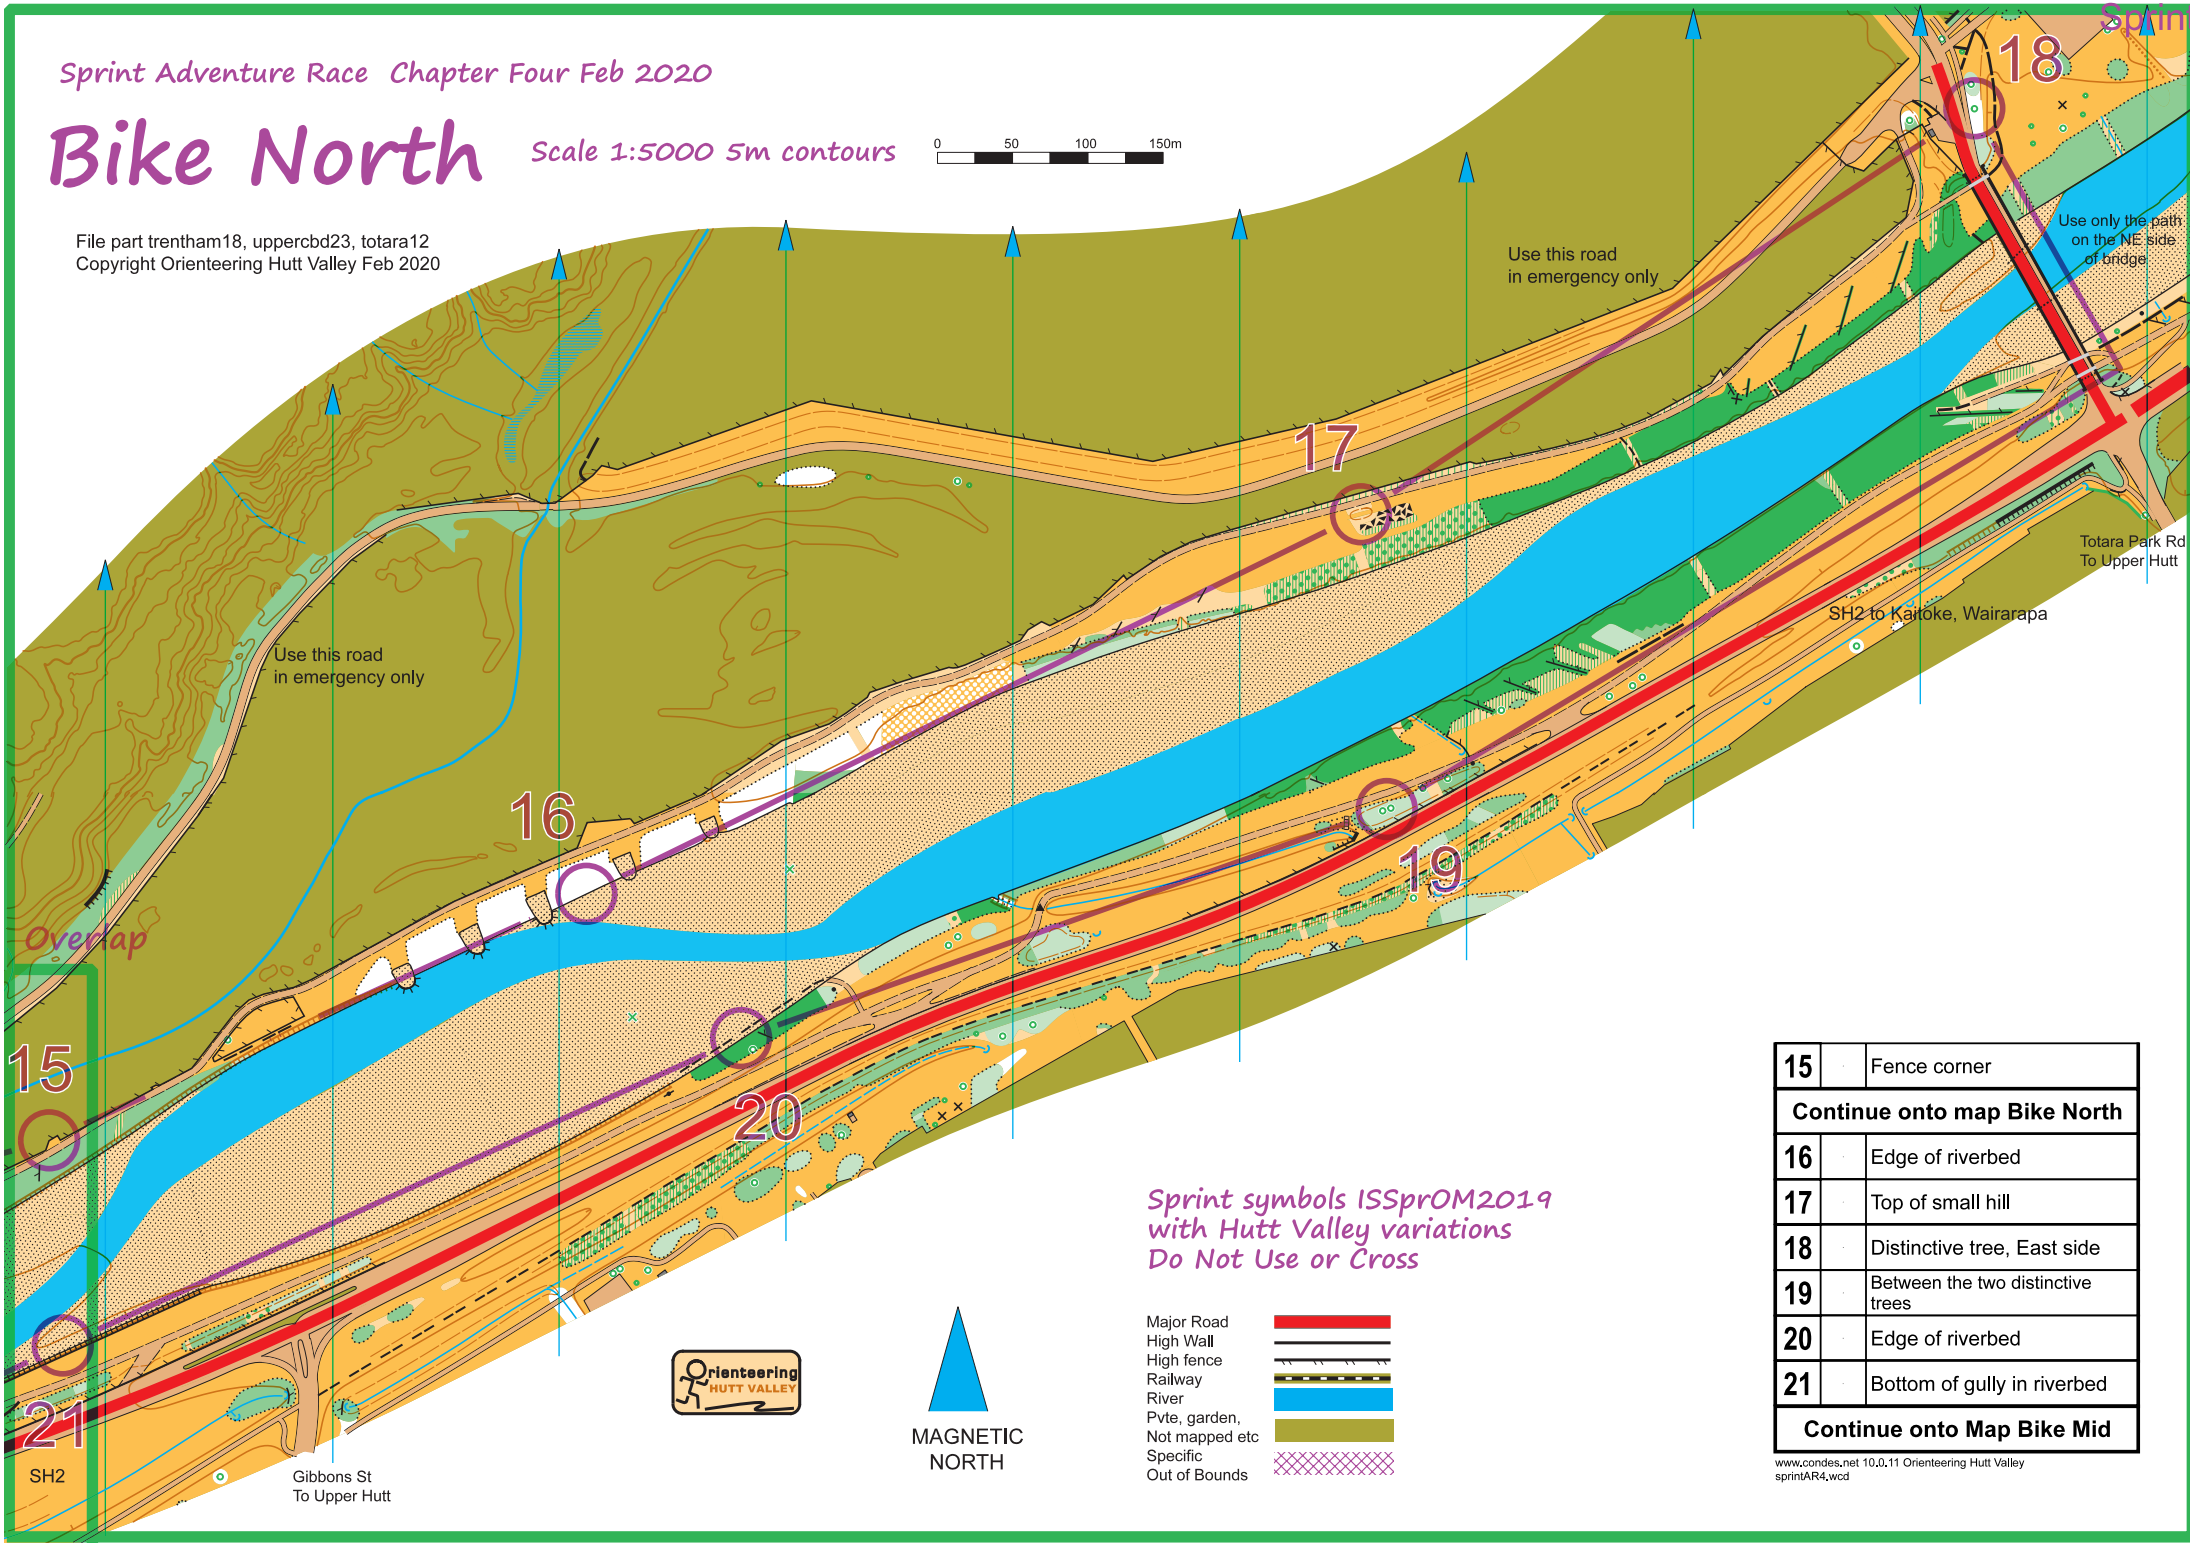 Sprin
18
Sprint Adventure Race Chapter Four Feb 2020
Bike North
Scale 1:5000 5m contours
0 50 100 150m
File part trentham18, uppercbd23, totara12
Copyright Orienteering Hutt Valley Feb 2020
Use only the path
on the NE side
of bridge
Use this road
in emergency only
17
Totara Park Rd
To Upper Hutt
SH2 to Kaitoke, Wairarapa
Use this road
in emergency only
16
19
Overlap
15
20
21
SH2
Gibbons St
To Upper Hutt
Orienteering
HUTT VALLEY
MAGNETIC
NORTH
Sprint symbols ISSprOM2019
with Hutt Valley variations
Do Not Use or Cross
Major Road
High Wall
High fence
Railway
River
Pvte, garden,
Not mapped etc
Specific
Out of Bounds
15 Fence corner
Continue onto map Bike North
16 Edge of riverbed
17 Top of small hill
18 Distinctive tree, East side
19 Between the two distinctive
trees
20 Edge of riverbed
21 Bottom of gully in riverbed
Continue onto Map Bike Mid
www.condes.net 10.0.11 Orienteering Hutt Valley
sprintAR4.wcd